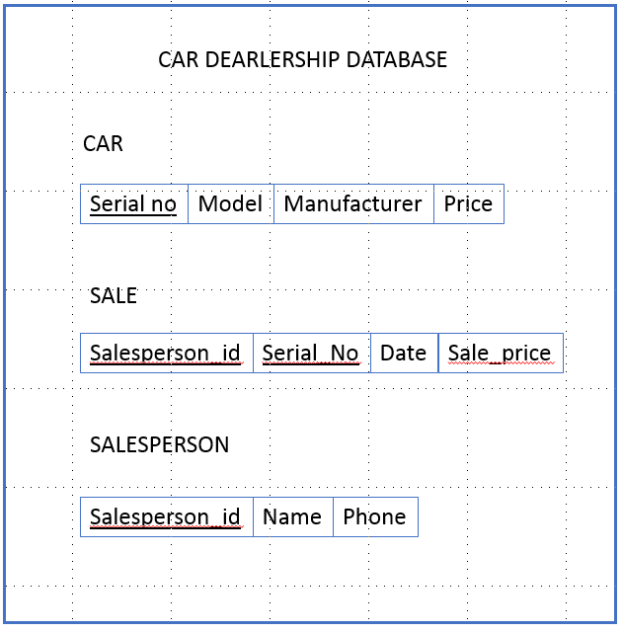 CAR DEARLERSHIP DATABASE
CAR
Serial no Model Manufacturer Price
SALE
Salesperson_id Serial_No Date Sale_price
SALESPERSON
Salesperson_id Name Phone